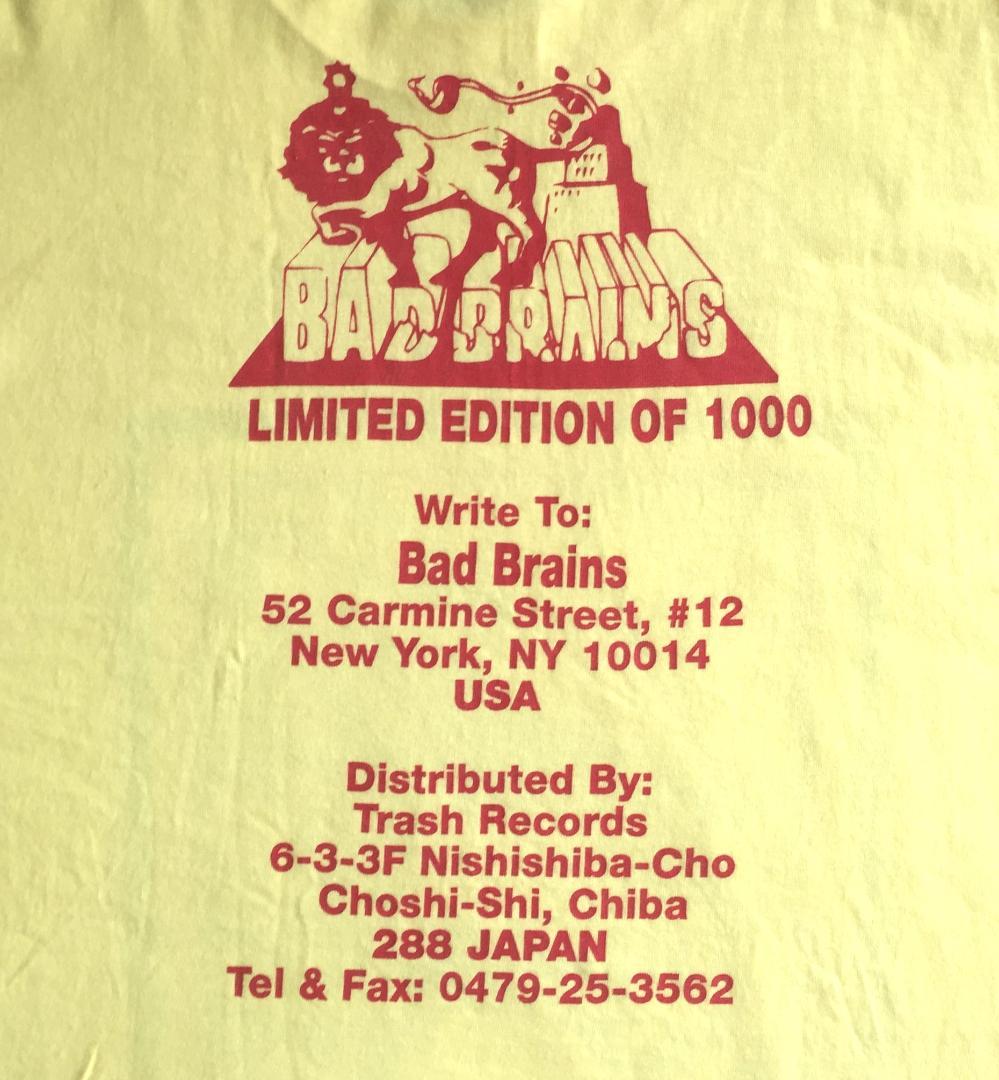 BAD BRAINS
LIMITED EDITION OF 1000
Write To:
Bad Brains
52 Carmine Street, #12
New York, NY 10014
USA
Distributed By:
Trash Records
6-3-3F Nishishiba-Cho
Choshi-Shi, Chiba
288 JAPAN
Tel & Fax: 0479-25-3562